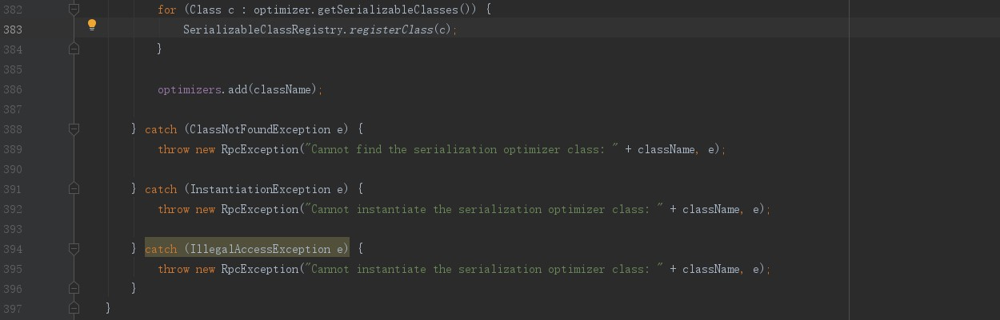 382 for (Class c : optimizer.getSerializableClasses()) {
383 SerializableClassRegistry.registerClass(c);
384 }
385
386 optimizers.add(className);
387
388 } catch (ClassNotFoundException e) {
389 throw new RpcException("Cannot find the serialization optimizer class: " + className, e);
390
391 } catch (InstantiationException e) {
392 throw new RpcException("Cannot instantiate the serialization optimizer class: " + className, e);
393
394 } catch (IllegalAccessException e) {
395 throw new RpcException("Cannot instantiate the serialization optimizer class: " + className, e);
396 }
397 }